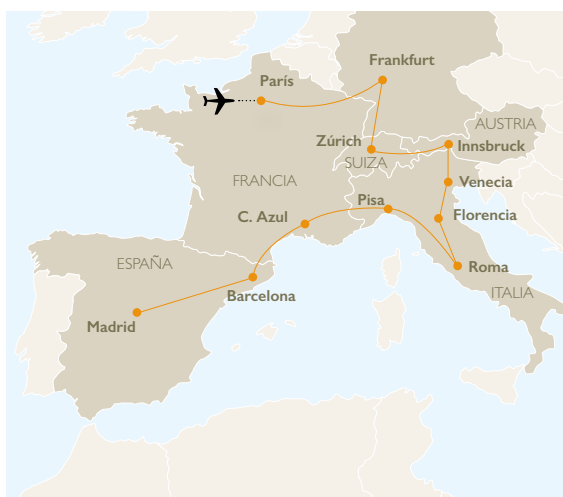 Frankfurt
París
AUSTRIA
Zúrich
Innsbruck
SUIZA
FRANCIA
Venecia
Pisa
C. Azul
Florencia
ESPAÑA
Roma
Barcelona
ITALIA
Madrid